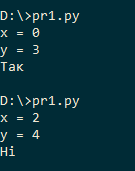 D:\>pr1.py
x = 0
y = 3
Так
D:\>pr1.py
x = 2
y = 4
Ні